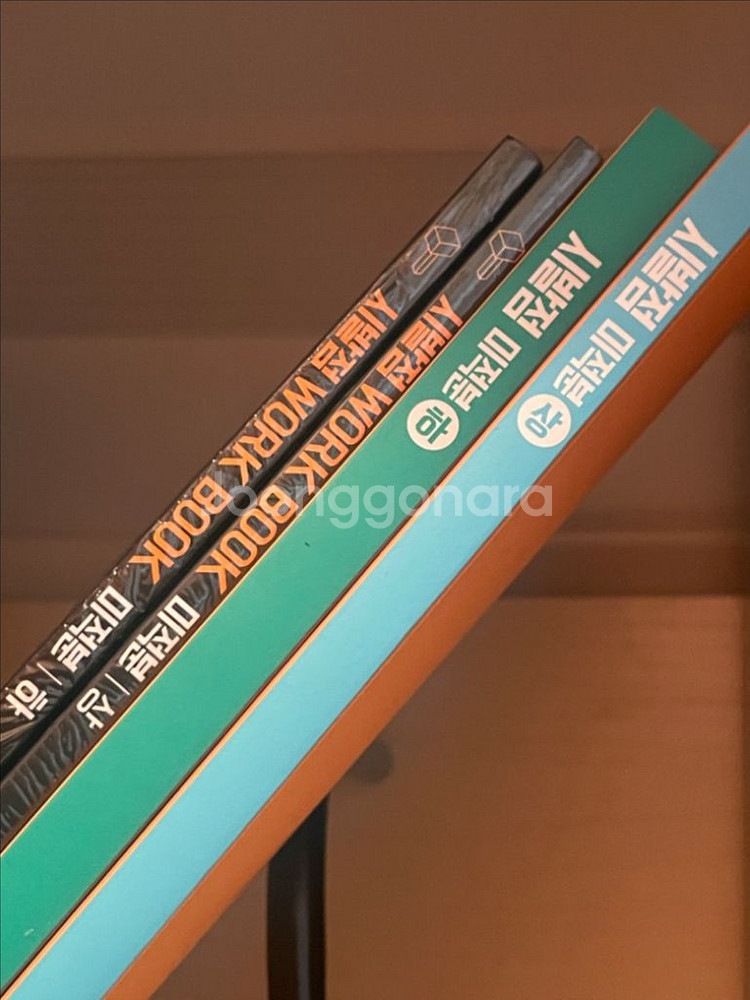 시발점 WORK BOOK 미적분 | 하
시발점 WORK BOOK 미적분 | 상
시발점 미적분 하
시발점 미적분 상
Joonggonara